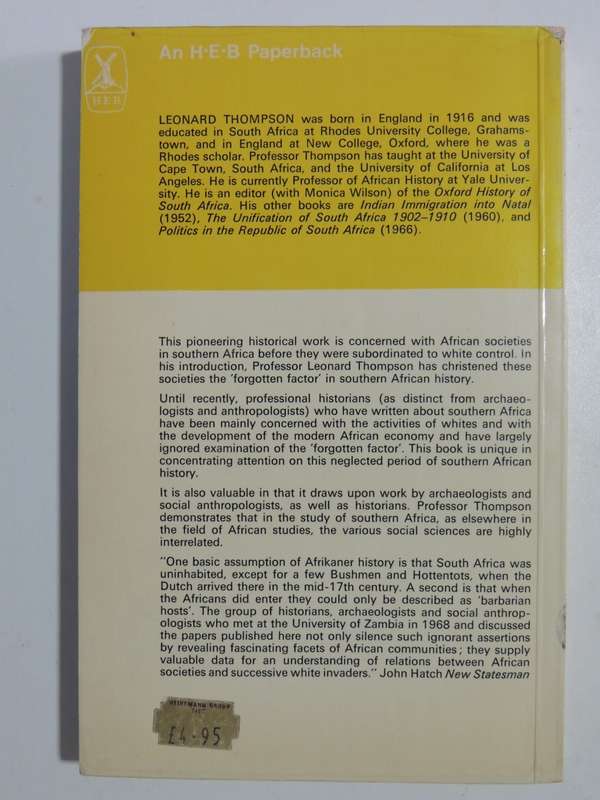 An H·E·B Paperback
HEB
LEONARD THOMPSON was born in England in 1916 and was
educated in South Africa at Rhodes University College, Grahams-
town, and in England at New College, Oxford, where he was a
Rhodes scholar. Professor Thompson has taught at the University of
Cape Town, South Africa, and the University of California at Los
Angeles. He is currently Professor of African History at Yale Univer-
sity. He is an editor (with Monica Wilson) of the Oxford History of
South Africa. His other books are Indian Immigration into Natal
(1952), The Unification of South Africa 1902–1910 (1960), and
Politics in the Republic of South Africa (1966).
This pioneering historical work is concerned with African societies
in southern Africa before they were subordinated to white control. In
his introduction, Professor Leonard Thompson has christened these
societies the 'forgotten factor' in southern African history.
Until recently, professional historians (as distinct from archaeo-
logists and anthropologists) who have written about southern Africa
have been mainly concerned with the activities of whites and with
the development of the modern African economy and have largely
ignored examination of the 'forgotten factor'. This book is unique in
concentrating attention on this neglected period of southern African
history.
It is also valuable in that it draws upon work by archaeologists and
social anthropologists, as well as historians. Professor Thompson
demonstrates that in the study of southern Africa, as elsewhere in
the field of African studies, the various social sciences are highly
interrelated.
"One basic assumption of Afrikaner history is that South Africa was
uninhabited, except for a few Bushmen and Hottentots, when the
Dutch arrived there in the mid-17th century. A second is that when
the Africans did enter they could only be described as 'barbarian
hosts'. The group of historians, archaeologists and social anthrop-
ologists who met at the University of Zambia in 1968 and discussed
the papers published here not only silence such ignorant assertions
by revealing fascinating facets of African communities; they supply
valuable data for an understanding of relations between African
societies and successive white invaders." John Hatch New Statesman
HEINEMANN GROUP
£4·95